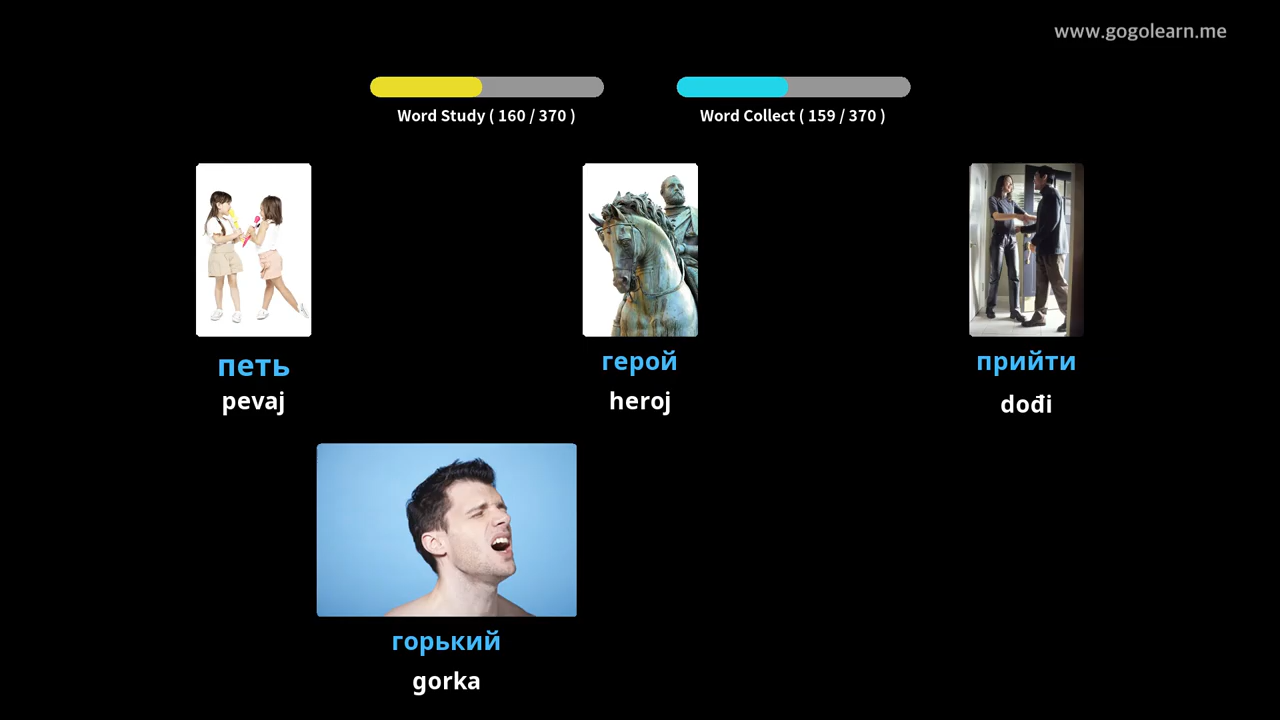 www.gogolearn.me
Word Study ( 160 / 370 )
Word Collect ( 159 / 370 )
петь
pevaj
герой
heroj
прийти
dođi
горький
gorka